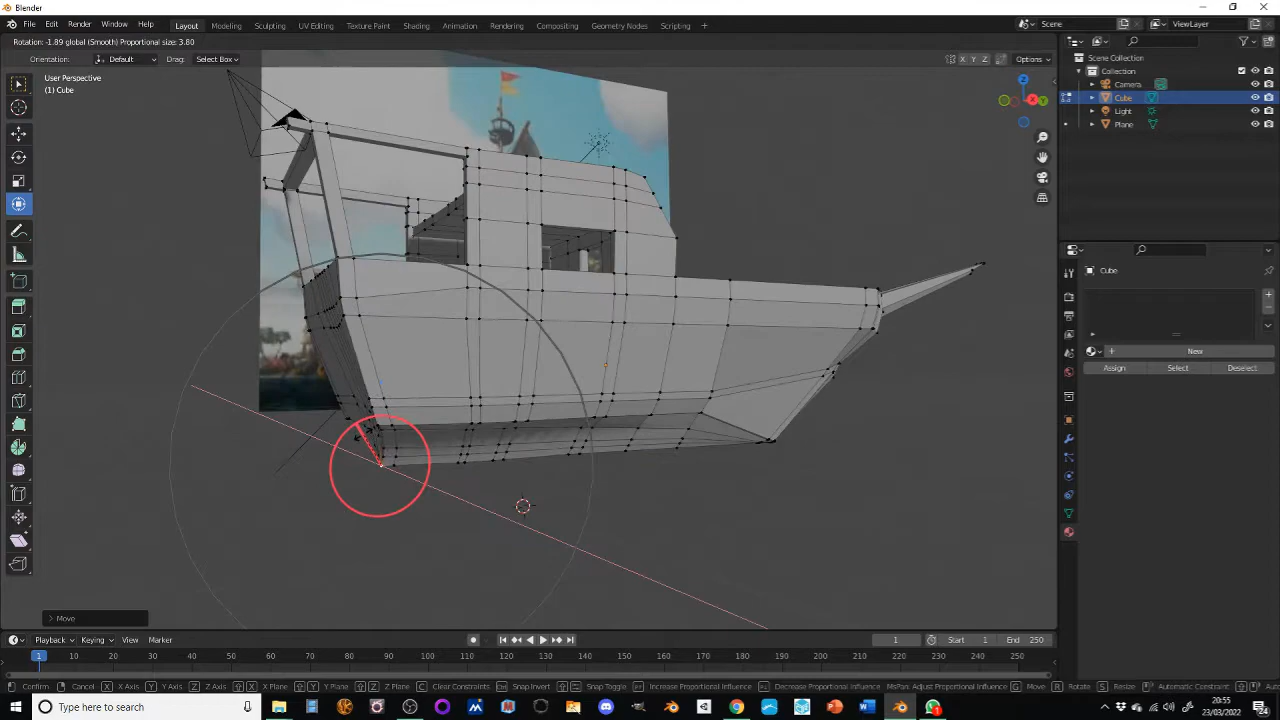 Blender
File Edit Render Window Help Layout Modeling Sculpting UV Editing Texture Paint Shading Animation Rendering Compositing Geometry Nodes Scripting + Scene ViewLayer
Rotation: -1.89 global (Smooth) Proportional size: 3.80
Orientation: Default Drag: Select Box X Y Z Options
User Perspective
(1) Cube
Scene Collection
Collection
Camera
Cube
Light
Plane
Cube
New
Assign Select Deselect
Move
Playback Keying View Marker 1 Start 1 End 250
1 10 20 30 40 50 60 70 80 90 100 110 120 130 140 150 160 170 180 190 200 210 220 230 240 250
Confirm Cancel X X Axis Y Y Axis Z Z Axis X X Plane Y Y Plane Z Z Plane C Clear Constraints Snap Invert Snap Toggle Increase Proportional Influence Decrease Proportional Influence MsPan: Adjust Proportional Influence G Move R Rotate S Resize Automatic Constraint
Type here to search
20:55
23/03/2022